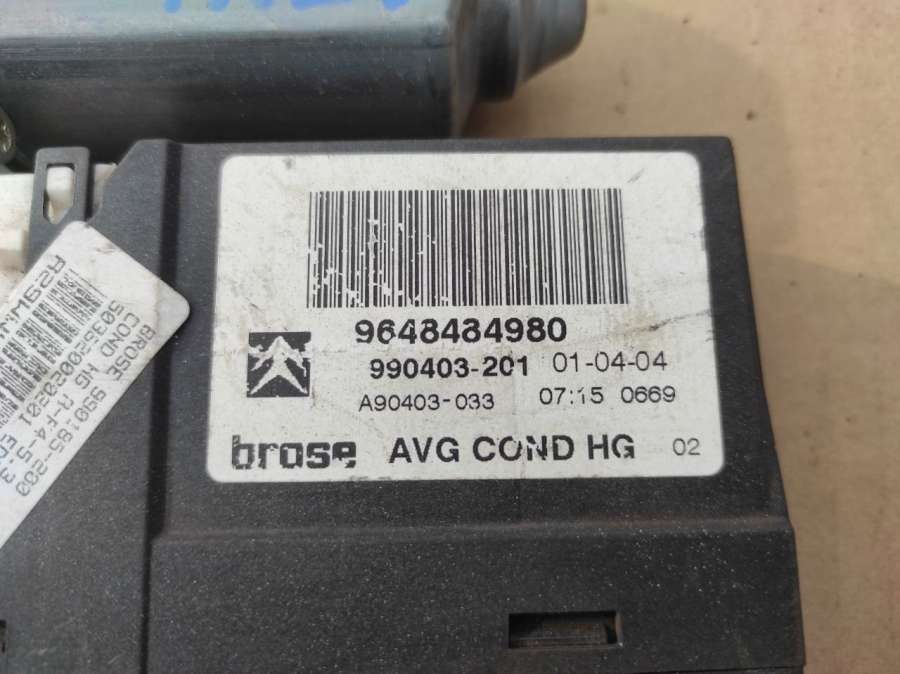 9648484980
990403-201 01-04-04
A90403-033 07:15 0669
brose AVG COND HG 02
BROSE 990185-200
COND HG